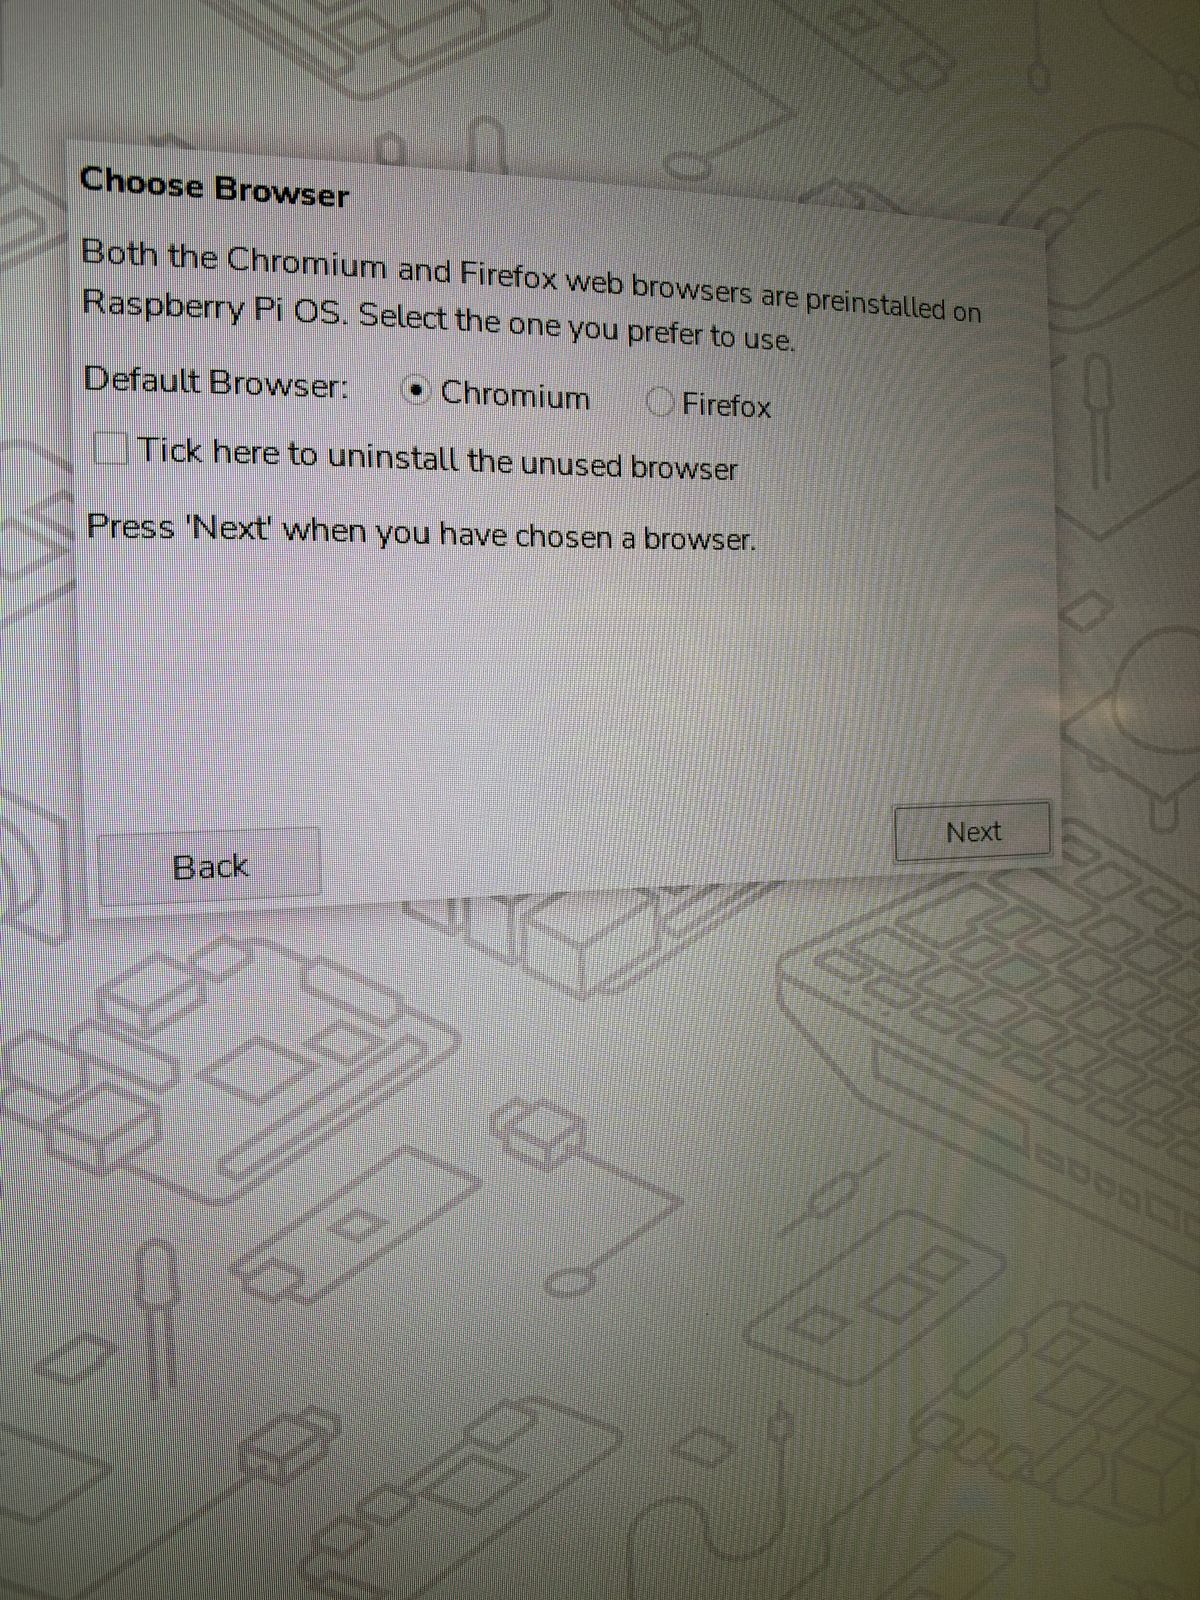 Choose Browser
Both the Chromium and Firefox web browsers are preinstalled on
Raspberry Pi OS. Select the one you prefer to use.
Default Browser: Chromium Firefox
Tick here to uninstall the unused browser
Press 'Next' when you have chosen a browser.
Back Next